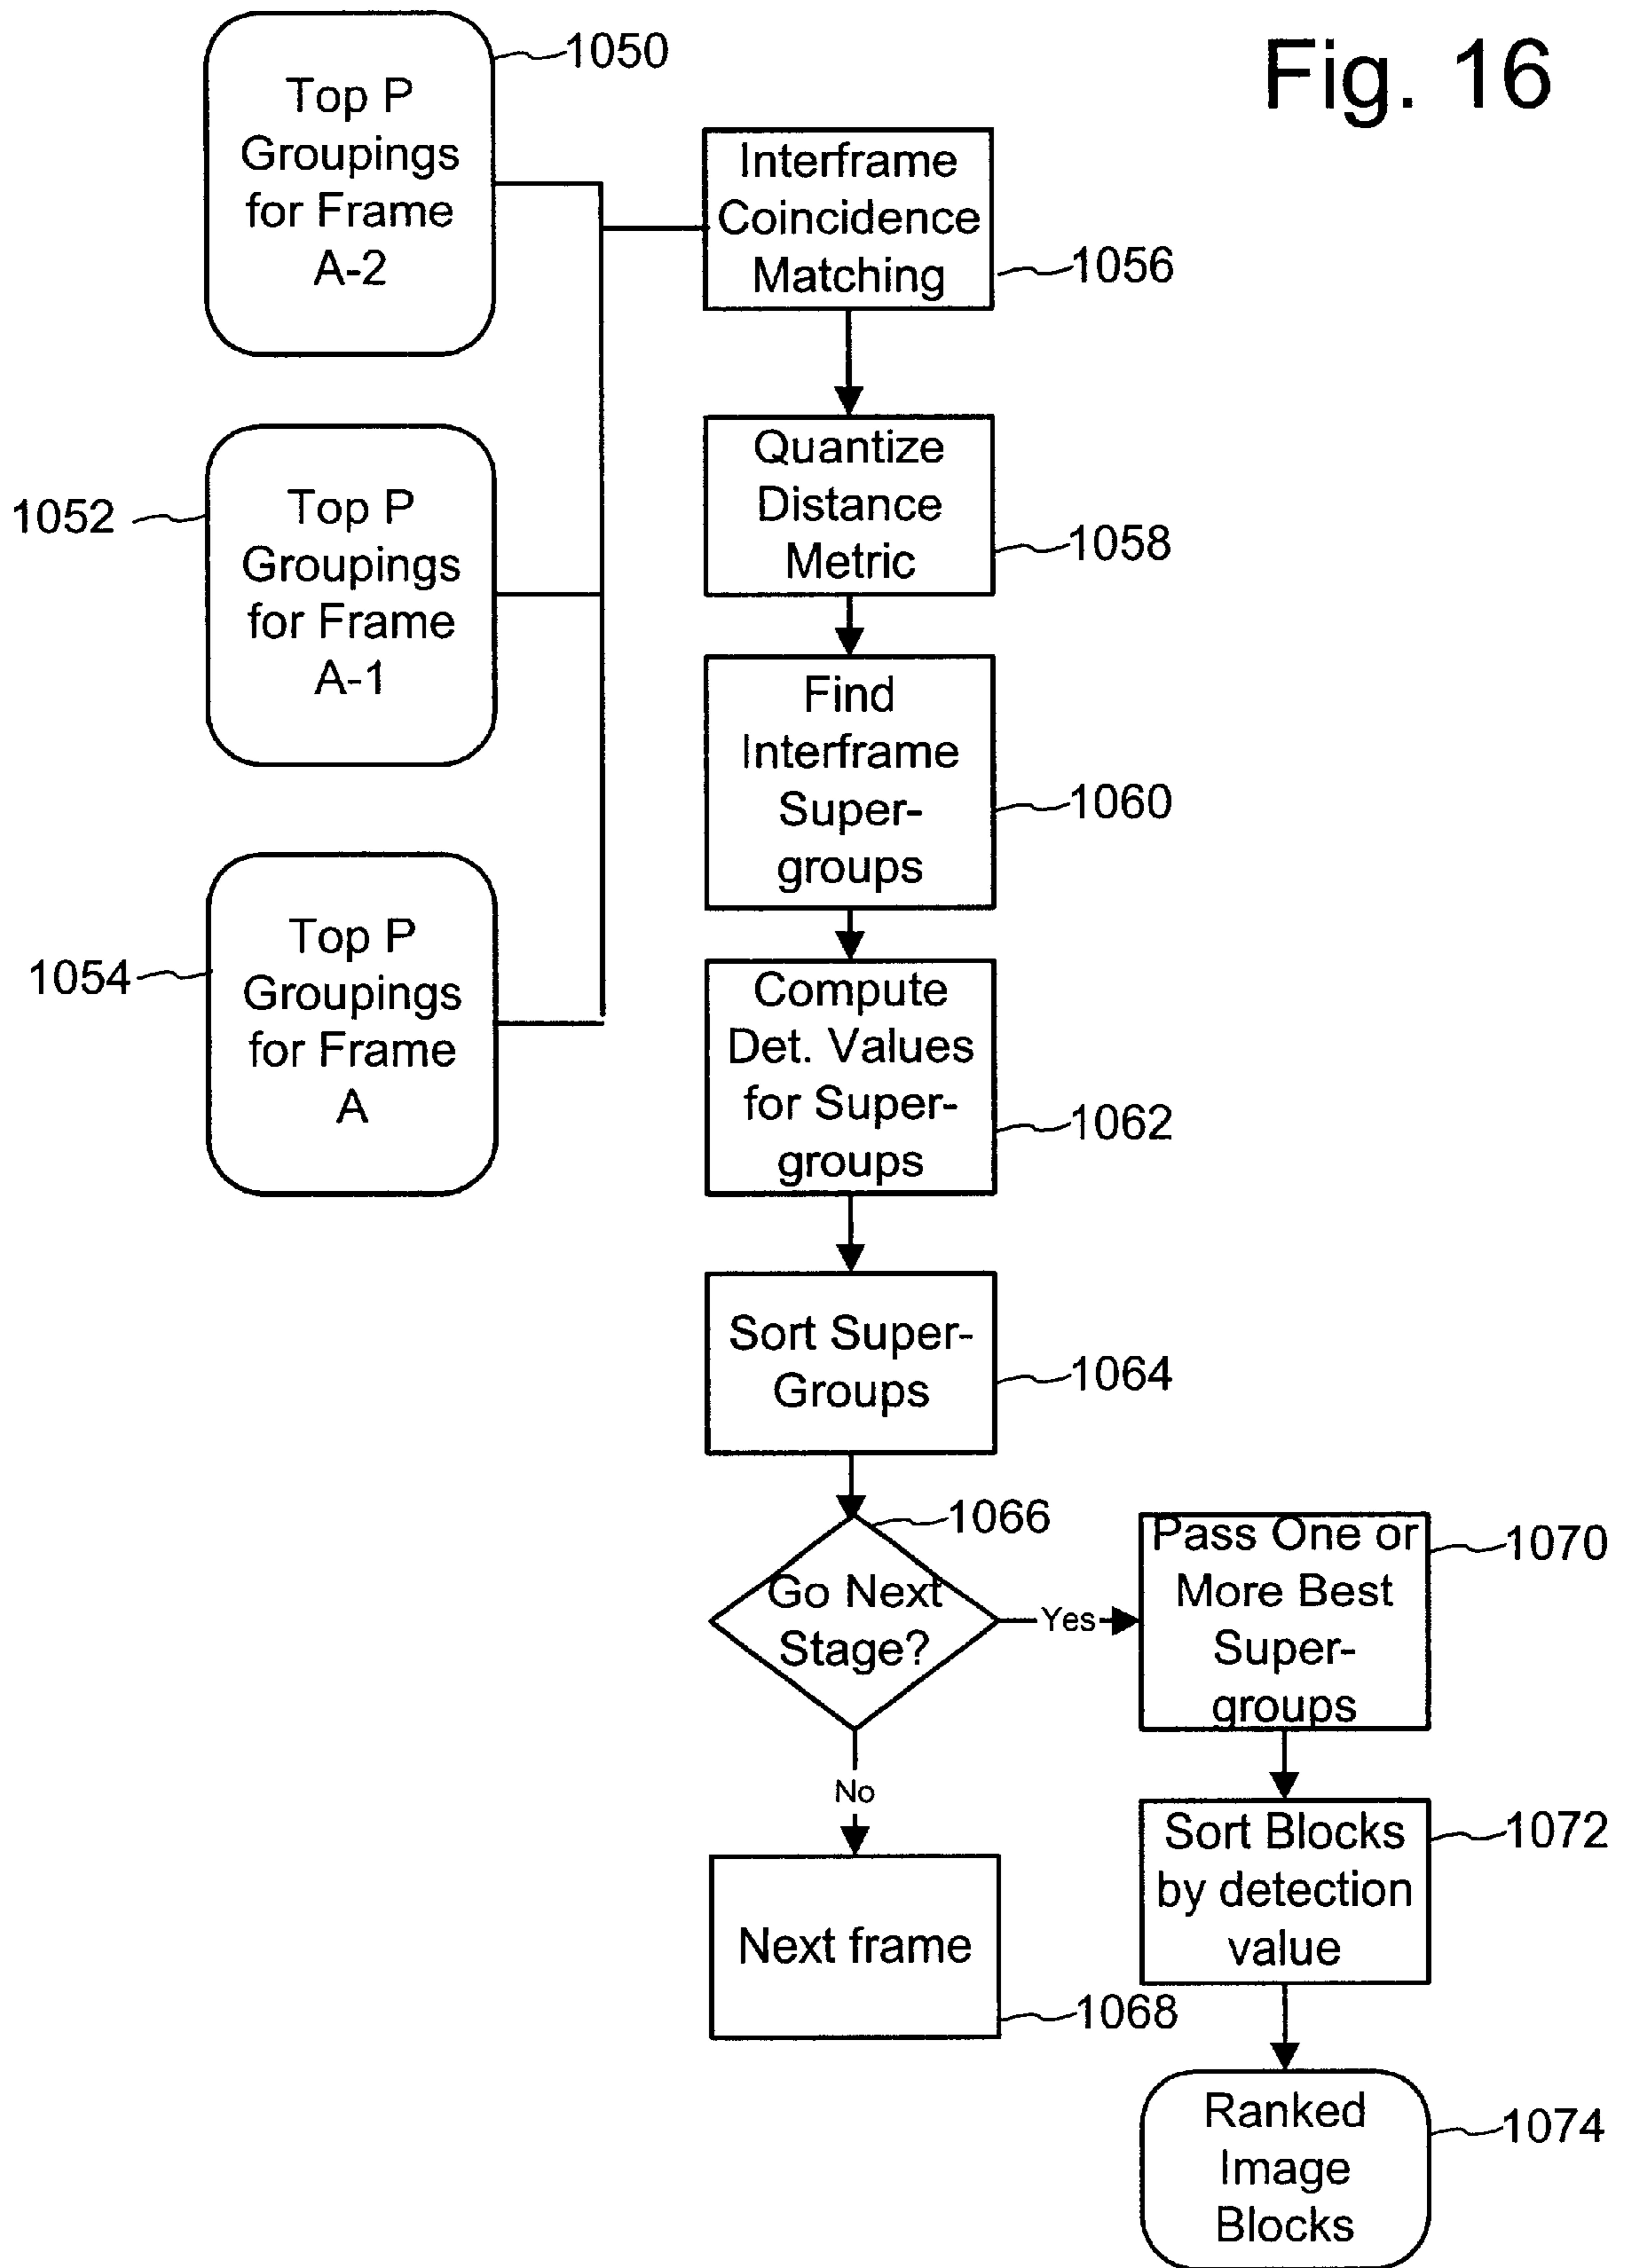 Fig. 16
1050
Top P
Groupings
for Frame
A-2
1052
Top P
Groupings
for Frame
A-1
1054
Top P
Groupings
for Frame
A
Interframe
Coincidence
Matching
1056
Quantize
Distance
Metric
1058
Find
Interframe
Super-
groups
1060
Compute
Det. Values
for Super-
groups
1062
Sort Super-
Groups
1064
1066
Go Next
Stage?
Yes
No
Next frame
1068
Pass One or
More Best
Super-
groups
1070
Sort Blocks
by detection
value
1072
Ranked
Image
Blocks
1074